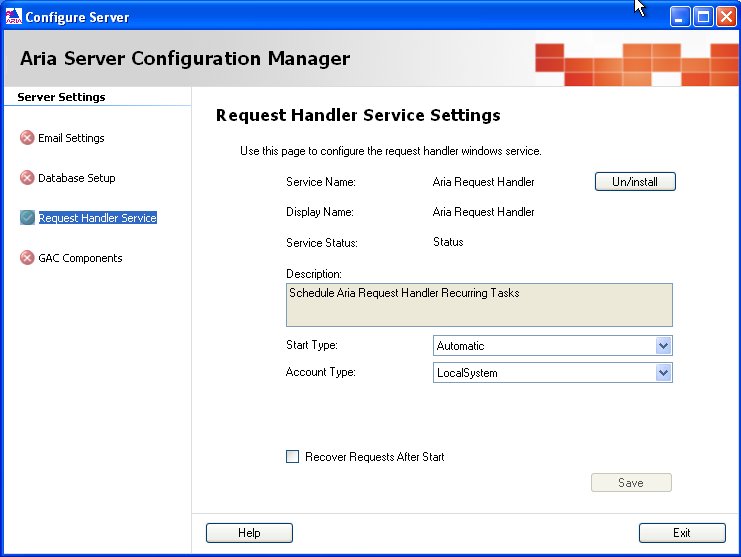 ARIA Configure Server
Aria Server Configuration Manager
Server Settings
Email Settings
Database Setup
Request Handler Service
GAC Components
Request Handler Service Settings
Use this page to configure the request handler windows service.
Service Name: Aria Request Handler Un/install
Display Name: Aria Request Handler
Service Status: Status
Description:
Schedule Aria Request Handler Recurring Tasks
Start Type: Automatic
Account Type: LocalSystem
Recover Requests After Start
Save
Help Exit